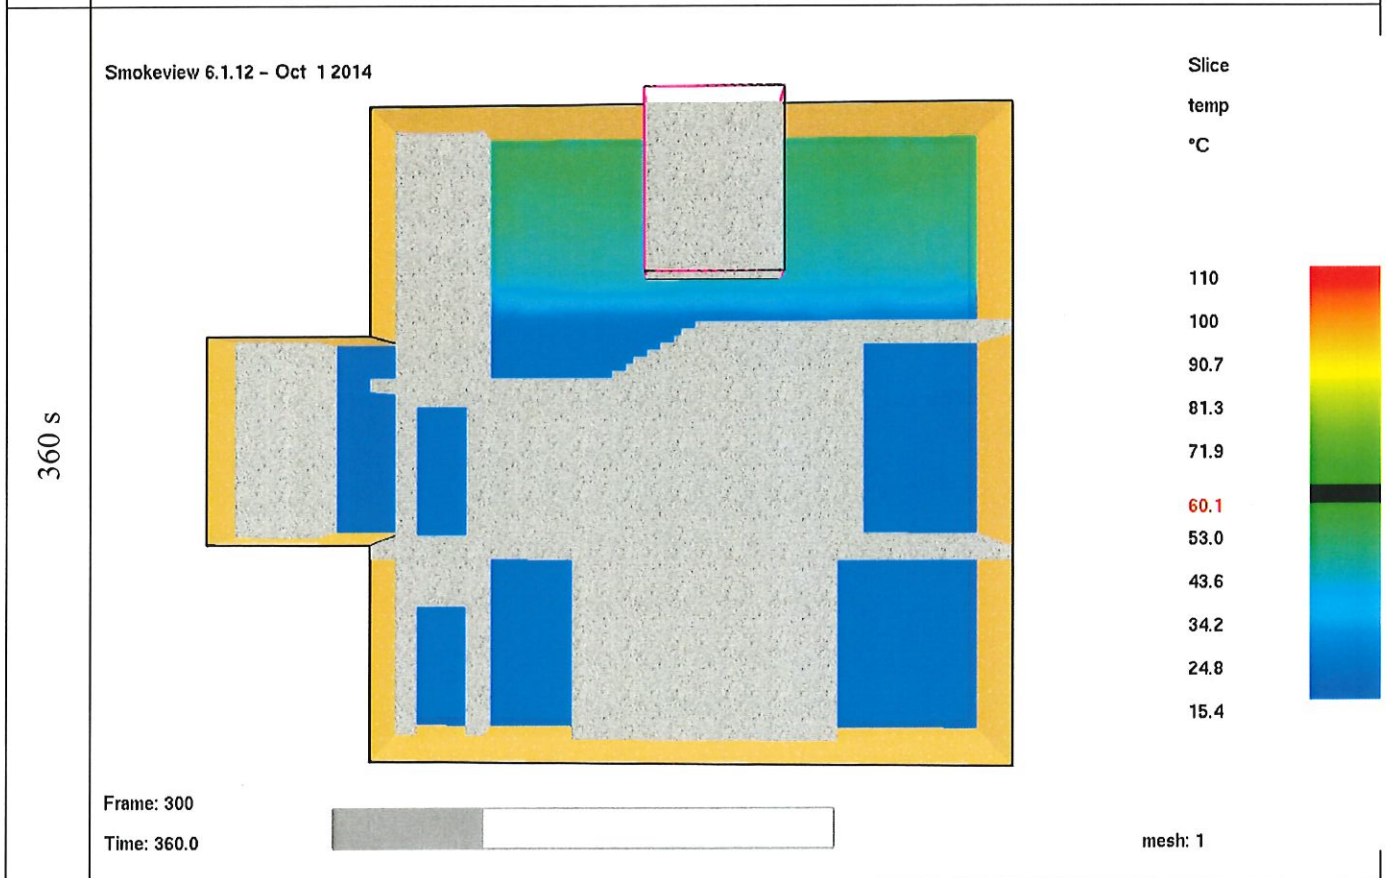 360 s
Smokeview 6.1.12 – Oct 1 2014
Slice
temp
°C
110
100
90.7
81.3
71.9
60.1
53.0
43.6
34.2
24.8
15.4
Frame: 300
Time: 360.0
mesh: 1